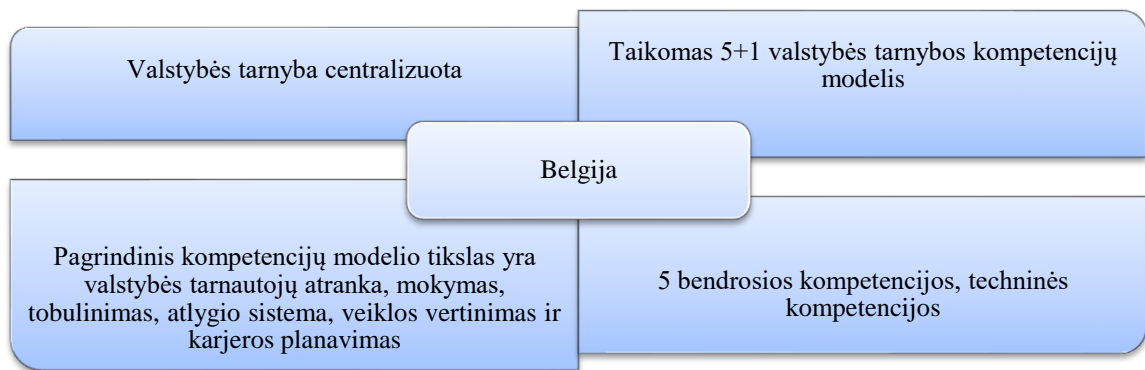 Valstybės tarnyba centralizuota
Taikomas 5+1 valstybės tarnybos kompetencijų
modelis
Belgija
Pagrindinis kompetencijų modelio tikslas yra
valstybės tarnautojų atranka, mokymas,
tobulinimas, atlygio sistema, veiklos vertinimas ir
karjeros planavimas
5 bendrosios kompetencijos, techninės
kompetencijos